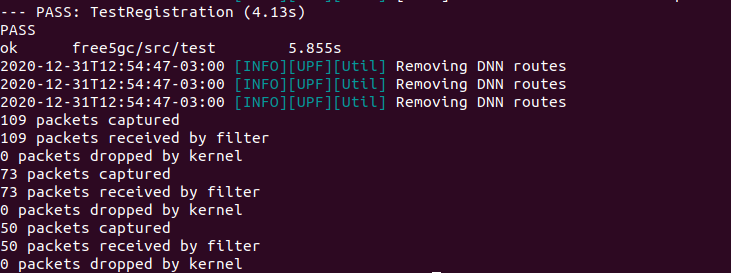 --- PASS: TestRegistration (4.13s)
PASS
ok      free5gc/src/test        5.855s
2020-12-31T12:54:47-03:00 [INFO][UPF][Util] Removing DNN routes
2020-12-31T12:54:47-03:00 [INFO][UPF][Util] Removing DNN routes
2020-12-31T12:54:47-03:00 [INFO][UPF][Util] Removing DNN routes
109 packets captured
109 packets received by filter
0 packets dropped by kernel
73 packets captured
73 packets received by filter
0 packets dropped by kernel
50 packets captured
50 packets received by filter
0 packets dropped by kernel